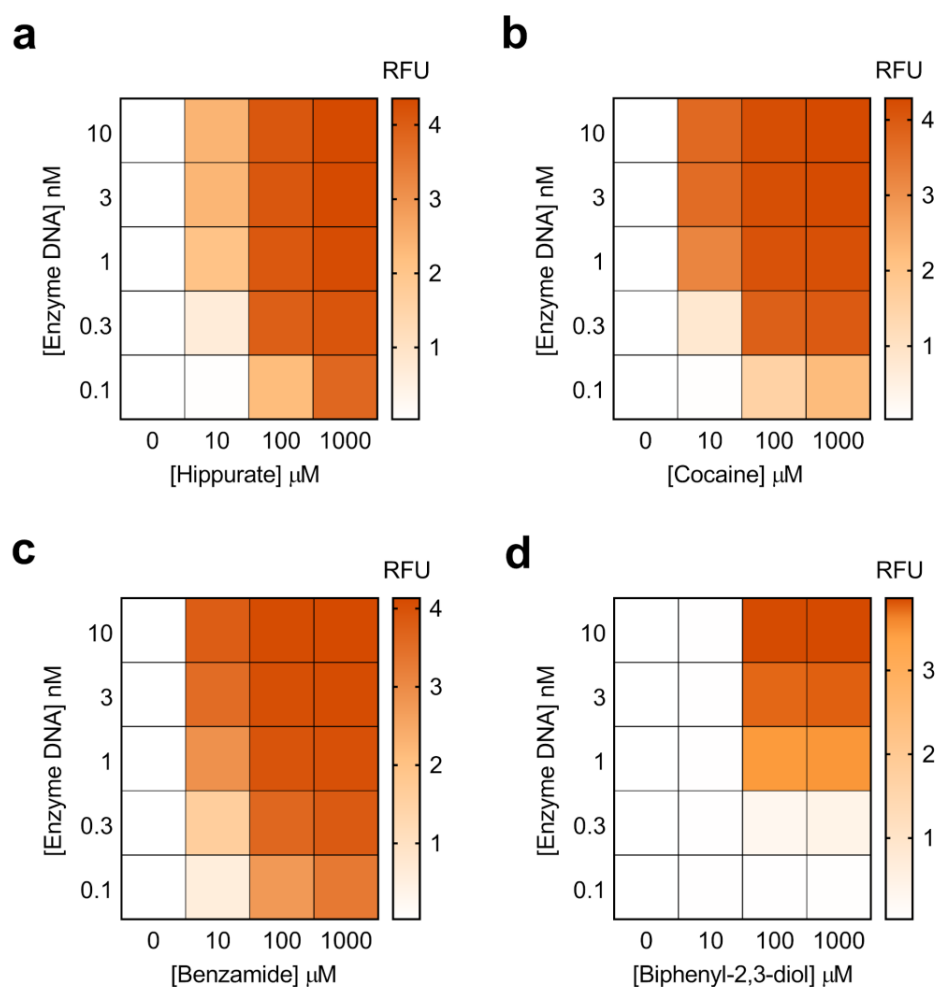 a
RFU
[Enzyme DNA] nM
10
3
1
0.3
0.1
4
3
2
1
0 10 100 1000
[Hippurate] μM
b
RFU
[Enzyme DNA] nM
10
3
1
0.3
0.1
4
3
2
1
0 10 100 1000
[Cocaine] μM
c
RFU
[Enzyme DNA] nM
10
3
1
0.3
0.1
4
3
2
1
0 10 100 1000
[Benzamide] μM
d
RFU
[Enzyme DNA] nM
10
3
1
0.3
0.1
3
2
1
0 10 100 1000
[Biphenyl-2,3-diol] μM